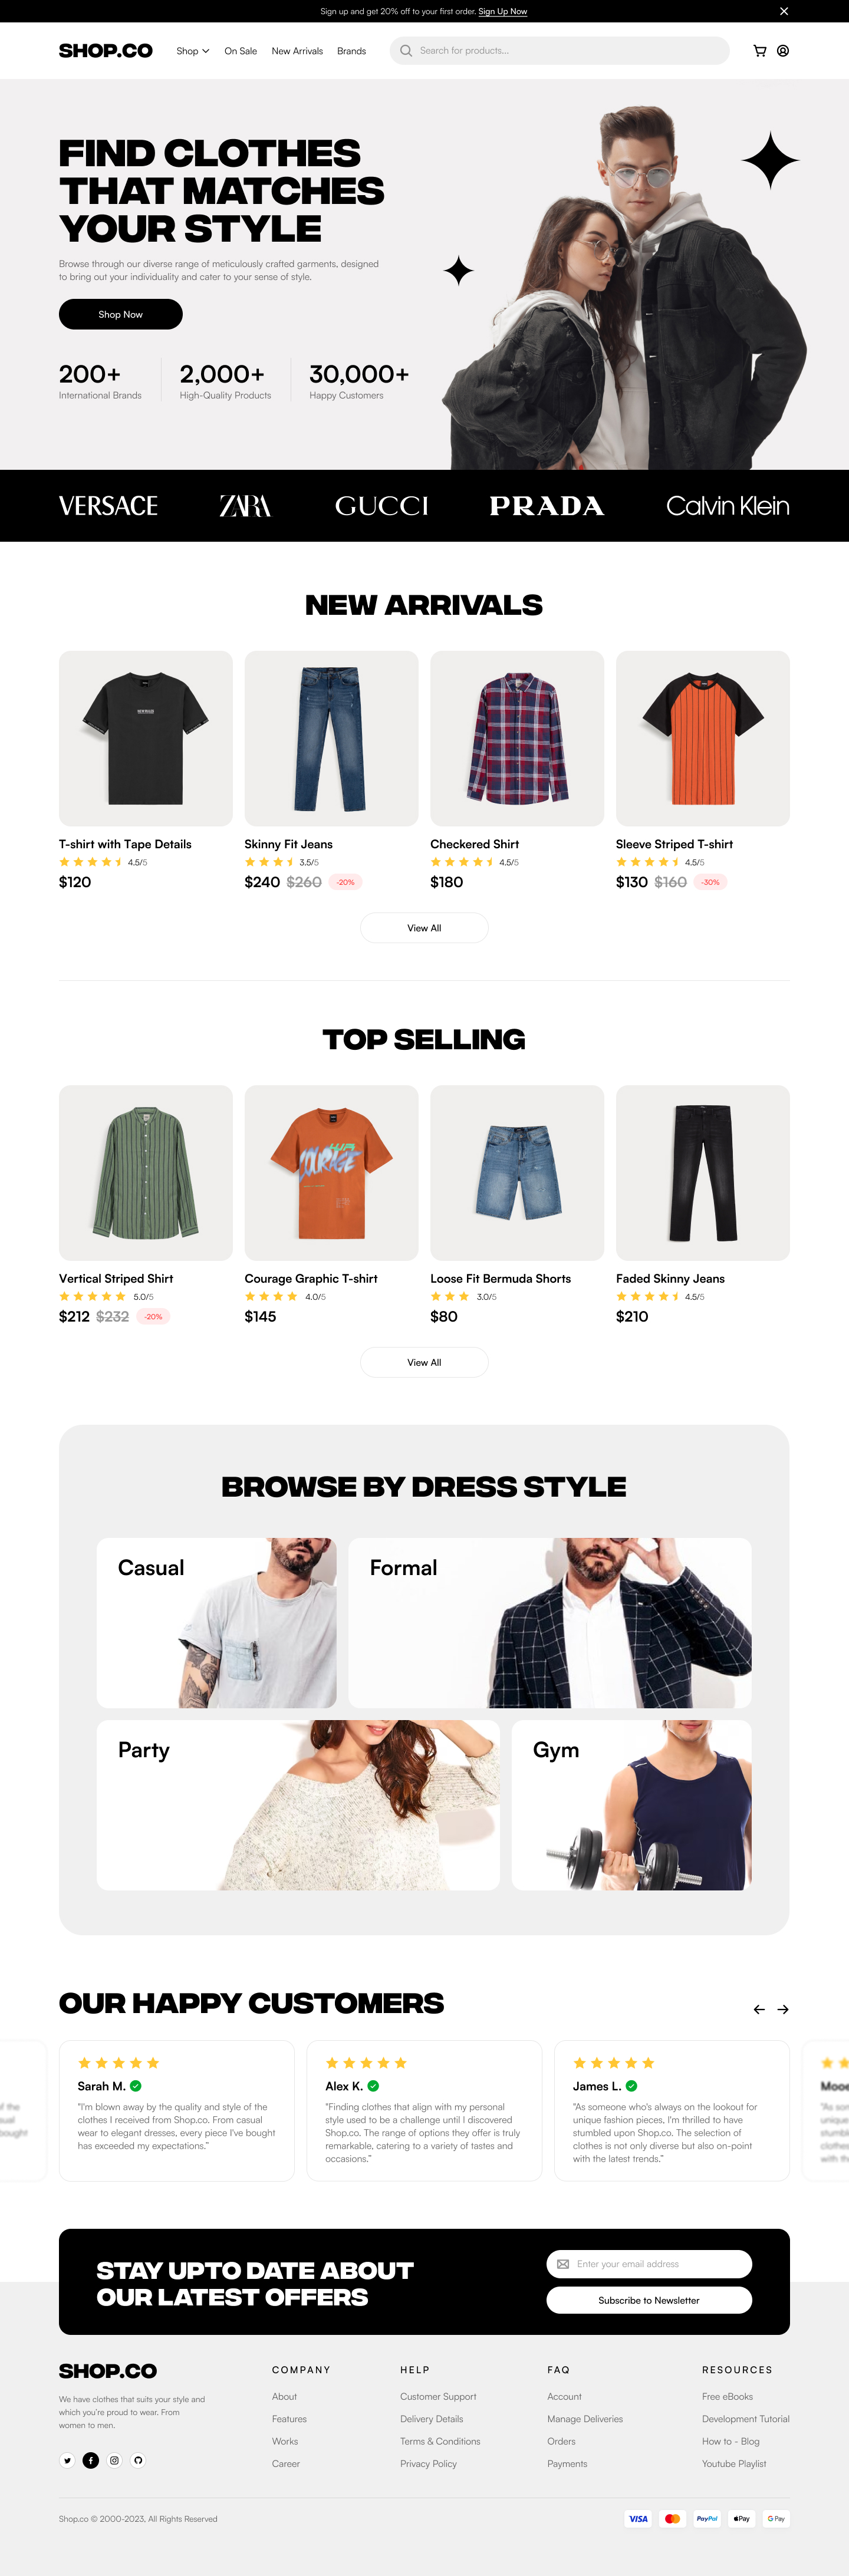 Sign up and get 20% off to your first order. Sign Up Now
SHOP.CO
Shop
On Sale
New Arrivals
Brands
Search for products...
FIND CLOTHES
THAT MATCHES
YOUR STYLE
Browse through our diverse range of meticulously crafted garments, designed
to bring out your individuality and cater to your sense of style.
Shop Now
200+
International Brands
2,000+
High-Quality Products
30,000+
Happy Customers
VERSACE
ZARA
GUCCI
PRADA
Calvin Klein
NEW ARRIVALS
T-shirt with Tape Details
4.5/5
$120
Skinny Fit Jeans
3.5/5
$240 $260 -20%
Checkered Shirt
4.5/5
$180
Sleeve Striped T-shirt
4.5/5
$130 $160 -30%
View All
TOP SELLING
COURAGE
Vertical Striped Shirt
5.0/5
$212 $232 -20%
Courage Graphic T-shirt
4.0/5
$145
Loose Fit Bermuda Shorts
3.0/5
$80
Faded Skinny Jeans
4.5/5
$210
View All
BROWSE BY DRESS STYLE
Casual
Formal
Party
Gym
OUR HAPPY CUSTOMERS
Sarah M.
"I'm blown away by the quality and style of the
clothes I received from Shop.co. From casual
wear to elegant dresses, every piece I've bought
has exceeded my expectations."
Alex K.
"Finding clothes that align with my personal
style used to be a challenge until I discovered
Shop.co. The range of options they offer is truly
remarkable, catering to a variety of tastes and
occasions."
James L.
"As someone who's always on the lookout for
unique fashion pieces, I'm thrilled to have
stumbled upon Shop.co. The selection of
clothes is not only diverse but also on-point
with the latest trends."
STAY UPTO DATE ABOUT
OUR LATEST OFFERS
Enter your email address
Subscribe to Newsletter
SHOP.CO
We have clothes that suits your style and
which you're proud to wear. From
women to men.
COMPANY
About
Features
Works
Career
HELP
Customer Support
Delivery Details
Terms & Conditions
Privacy Policy
FAQ
Account
Manage Deliveries
Orders
Payments
RESOURCES
Free eBooks
Development Tutorial
How to - Blog
Youtube Playlist
Shop.co © 2000-2023, All Rights Reserved
VISA
PayPal
Pay
G Pay